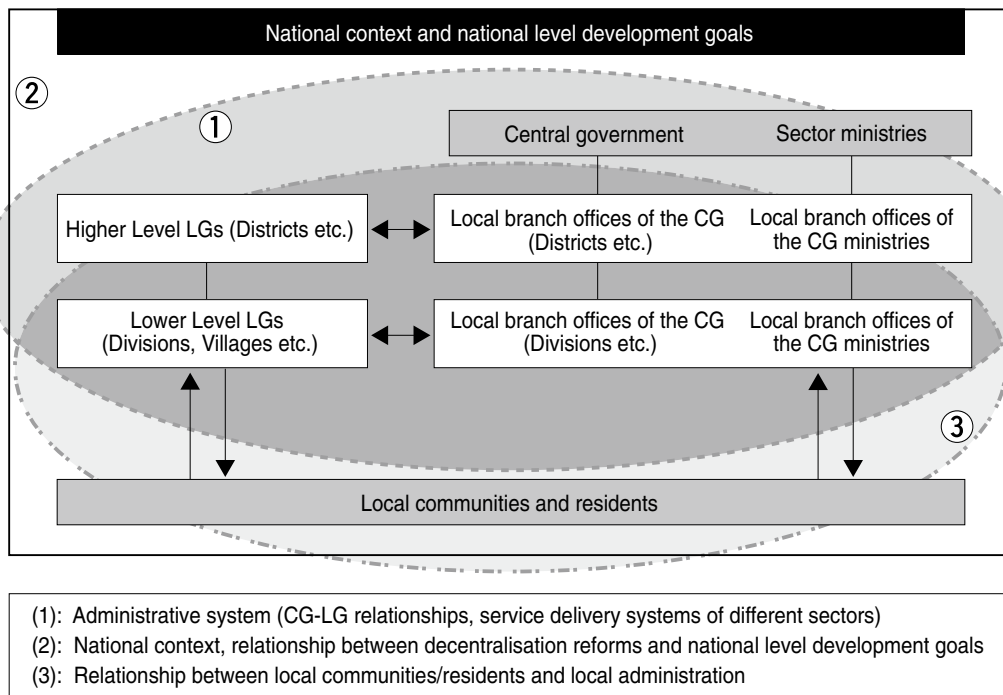 National context and national level development goals
②
①
Central government
Sector ministries
Higher Level LGs (Districts etc.)
Local branch offices of the CG
(Districts etc.)
Local branch offices of
the CG ministries
Lower Level LGs
(Divisions, Villages etc.)
Local branch offices of the CG
(Divisions etc.)
Local branch offices of
the CG ministries
③
Local communities and residents
(1): Administrative system (CG-LG relationships, service delivery systems of different sectors)
(2): National context, relationship between decentralisation reforms and national level development goals
(3): Relationship between local communities/residents and local administration